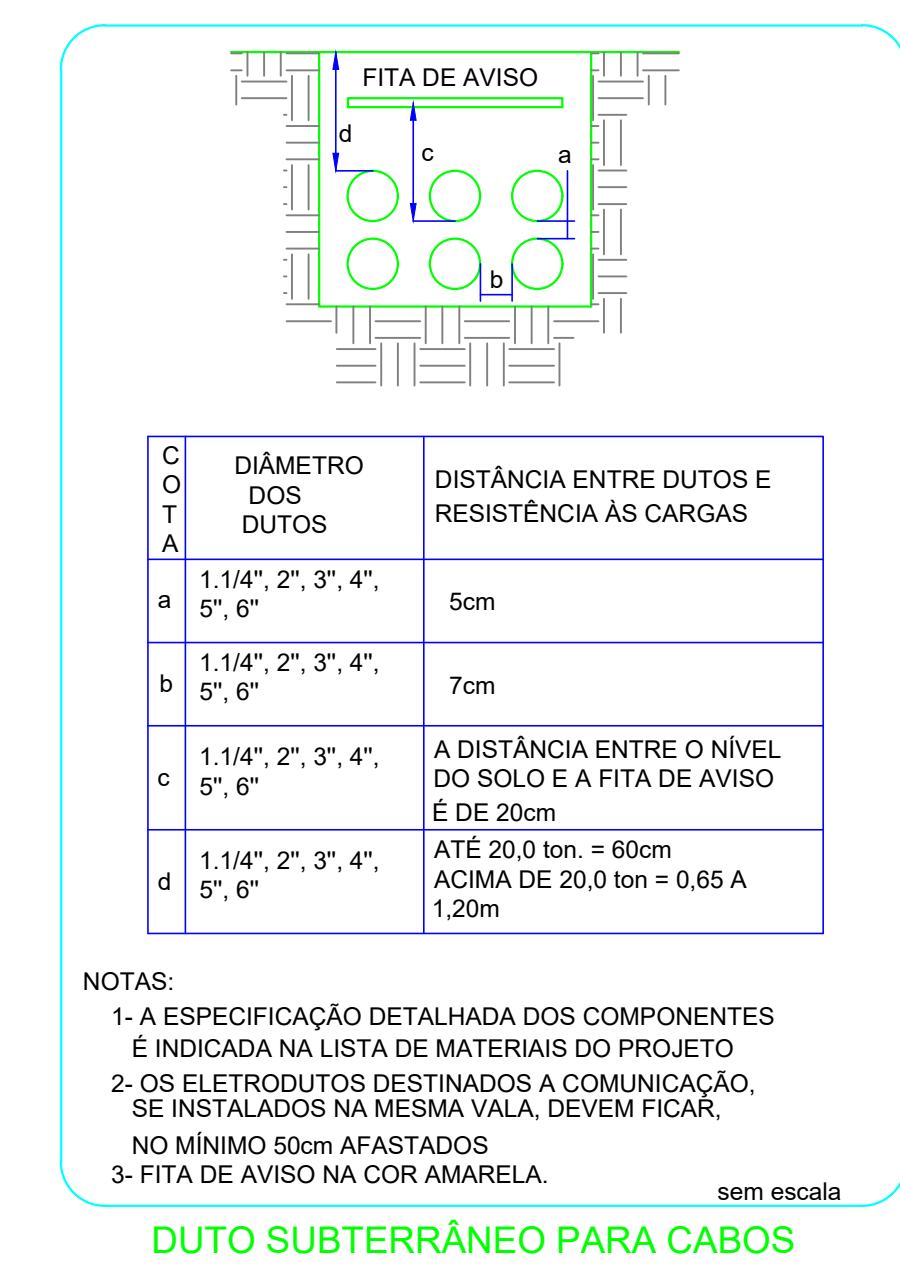 FITA DE AVISO
d
c
a
b
C
O
T
A
DIÂMETRO
DOS
DUTOS
DISTÂNCIA ENTRE DUTOS E
RESISTÊNCIA ÀS CARGAS
a
1.1/4", 2", 3", 4",
5", 6"
5cm
b
1.1/4", 2", 3", 4",
5", 6"
7cm
c
1.1/4", 2", 3", 4",
5", 6"
A DISTÂNCIA ENTRE O NÍVEL
DO SOLO E A FITA DE AVISO
É DE 20cm
d
1.1/4", 2", 3", 4",
5", 6"
ATÉ 20,0 ton. = 60cm
ACIMA DE 20,0 ton = 0,65 A
1,20m
NOTAS:
1- A ESPECIFICAÇÃO DETALHADA DOS COMPONENTES
É INDICADA NA LISTA DE MATERIAIS DO PROJETO
2- OS ELETRODUTOS DESTINADOS A COMUNICAÇÃO,
SE INSTALADOS NA MESMA VALA, DEVEM FICAR,
NO MÍNIMO 50cm AFASTADOS
3- FITA DE AVISO NA COR AMARELA.
sem escala
DUTO SUBTERRÂNEO PARA CABOS